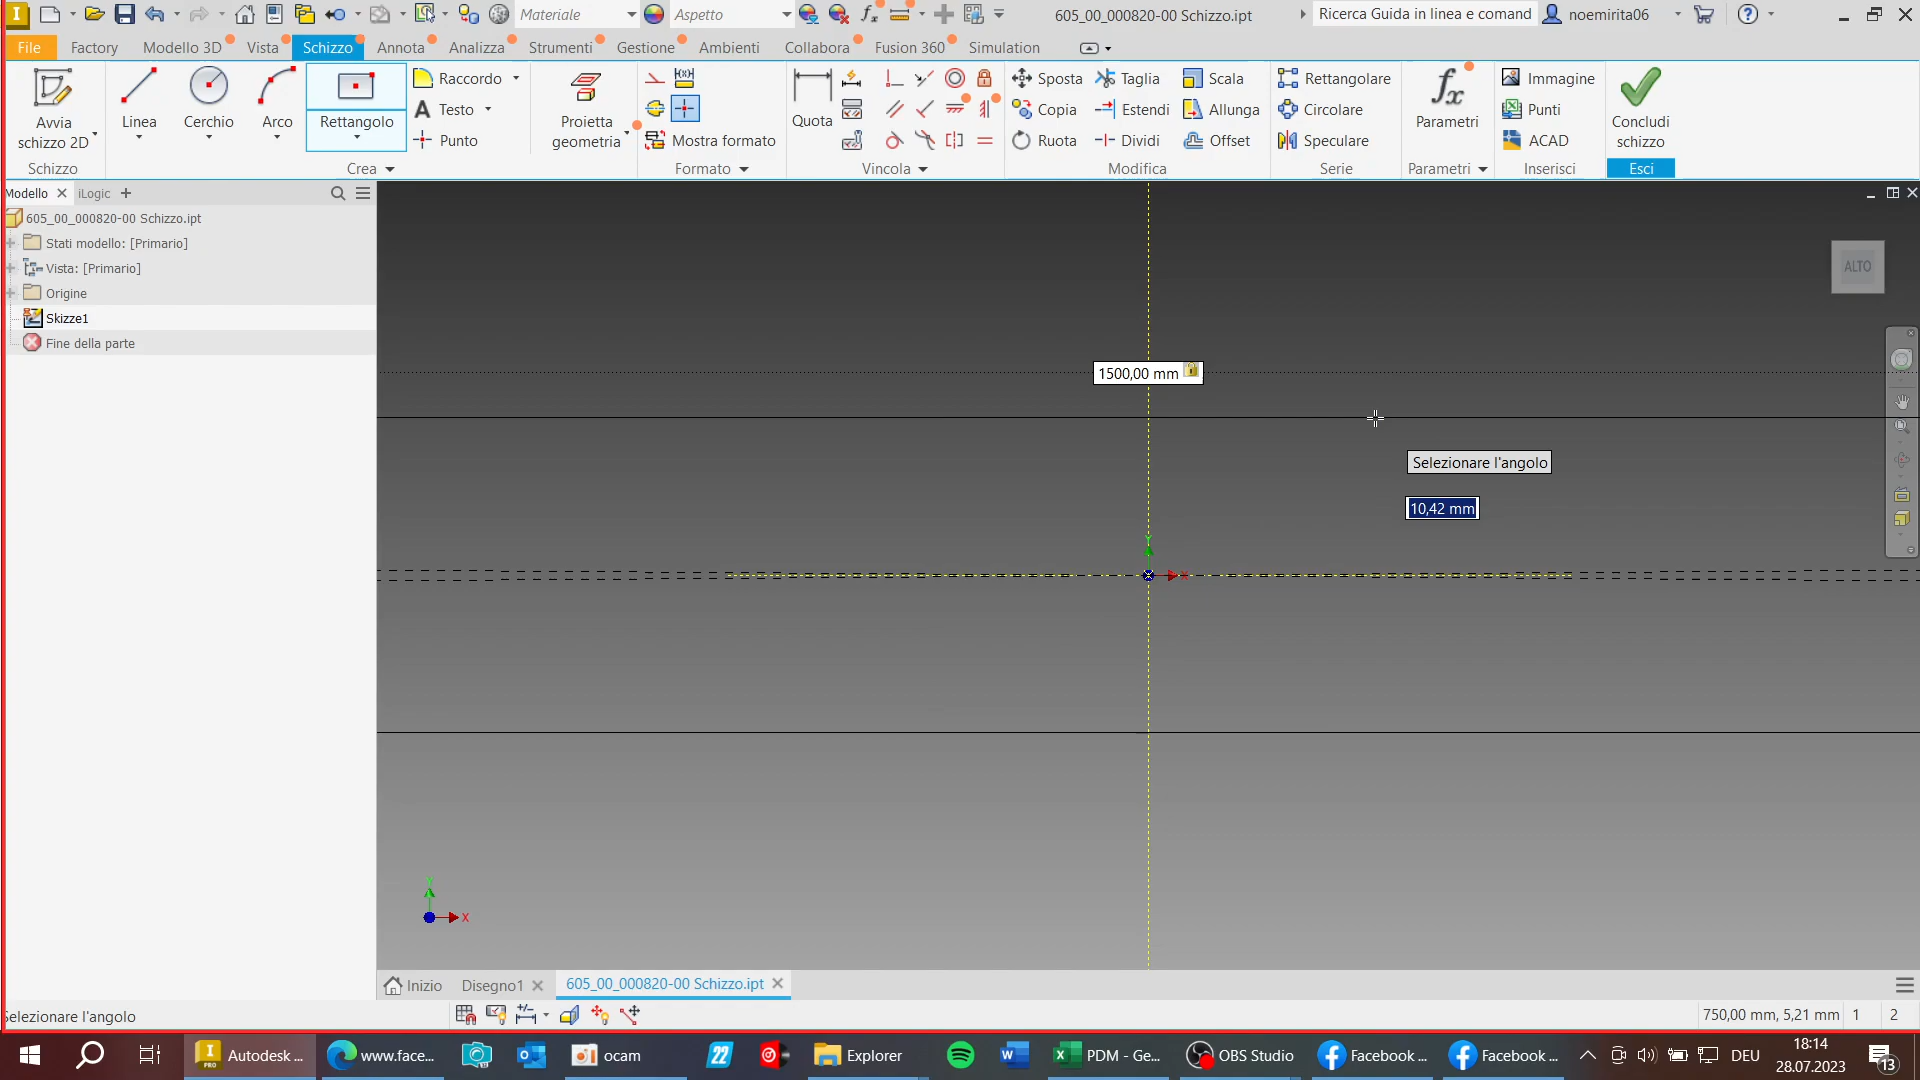 I PRO Materiale Aspetto 605_00_000820-00 Schizzo.ipt Ricerca Guida in linea e comand noemirita06
File Factory Modello 3D Vista Schizzo Annota Analizza Strumenti Gestione Ambienti Collabora Fusion 360 Simulation
Raccordo Sposta Taglia Scala Rettangolare Immagine
Avvia schizzo 2D Linea Cerchio Arco Rettangolo Testo Proietta geometria Quota Copia Estendi Allunga Circolare Parametri Punti Concludi schizzo
Punto Mostra formato Ruota Dividi Offset Speculare ACAD
Schizzo Crea Formato Vincola Modifica Serie Parametri Inserisci Esci
Modello iLogic
605_00_000820-00 Schizzo.ipt
Stati modello: [Primario]
Vista: [Primario]
Origine
Skizze1
Fine della parte
ALTO
1500,00 mm
Selezionare l'angolo
10,42 mm
Y
X
Y
X
Inizio Disegno1 605_00_000820-00 Schizzo.ipt
Selezionare l'angolo 750,00 mm, 5,21 mm 1 2
Autodesk ... www.face... ocam 22 Explorer PDM - Ge... OBS Studio Facebook ... Facebook ... DEU 18:14
28.07.2023 13